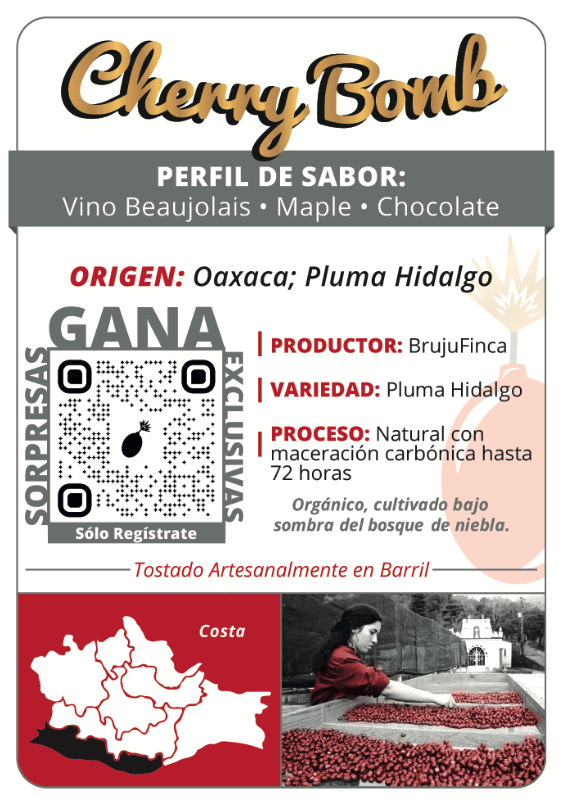 Cherry Bomb
PERFIL DE SABOR:
Vino Beaujolais • Maple • Chocolate
ORIGEN: Oaxaca; Pluma Hidalgo
GANA
SORPRESAS
EXCLUSIVAS
Sólo Regístrate
PRODUCTOR: BrujuFinca
VARIEDAD: Pluma Hidalgo
PROCESO: Natural con
maceración carbónica hasta
72 horas
Orgánico, cultivado bajo
sombra del bosque de niebla.
Tostado Artesanalmente en Barril
Costa